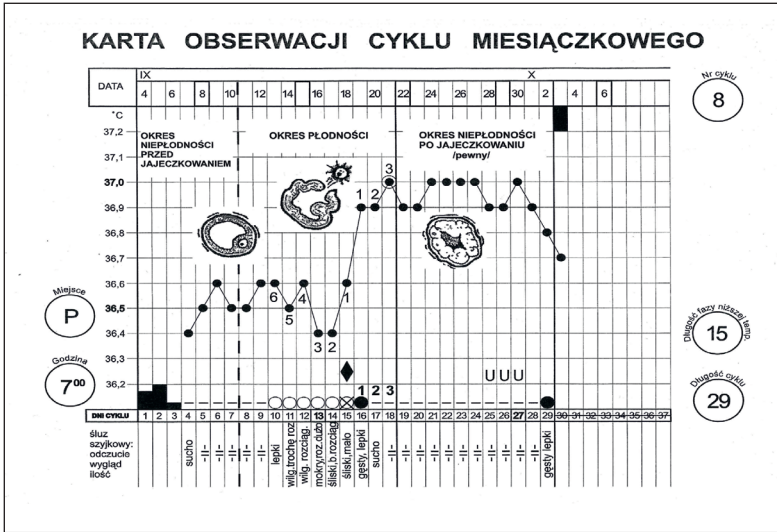 KARTA OBSERWACJI CYKLU MIESIĄCZKOWEGO
Nr cyklu
8
IX X
DATA 4 6 8 10 12 14 16 18 20 22 24 26 28 30 2 4 6
°C
OKRES
NIEPŁODNOŚCI
PRZED
JAJECZKOWANIEM
OKRES PŁODNOŚCI
OKRES NIEPŁODNOŚCI
PO JAJECZKOWANIU
/pewny/
37,2
37,1
37,0
36,9
36,8
36,7
36,6
36,5
36,4
36,3
36,2
1 2 3
6 5 4 3 2 1
Miejsce
P
Godzina
7⁰⁰
Długość fazy niższej temp.
15
Długość cyklu
29
U U U
1 2 3
DNI CYKLU 1 2 3 4 5 6 7 8 9 10 11 12 13 14 15 16 17 18 19 20 21 22 23 24 25 26 27 28 29 30 31 32 33 34 35 36 37
śluz
szyjkowy:
odczucie
wygląd
ilość
sucho
-||-
-||-
-||-
-||-
-||-
lepki
wilg.trochę roz.
wilg. rozciąg.
mokry,roz.dużo
śliski,b.rozciąg
śliski,mało
gęsty, lepki
sucho
-||-
-||-
-||-
-||-
-||-
-||-
-||-
-||-
-||-
-||-
-||-
gęsty lepki